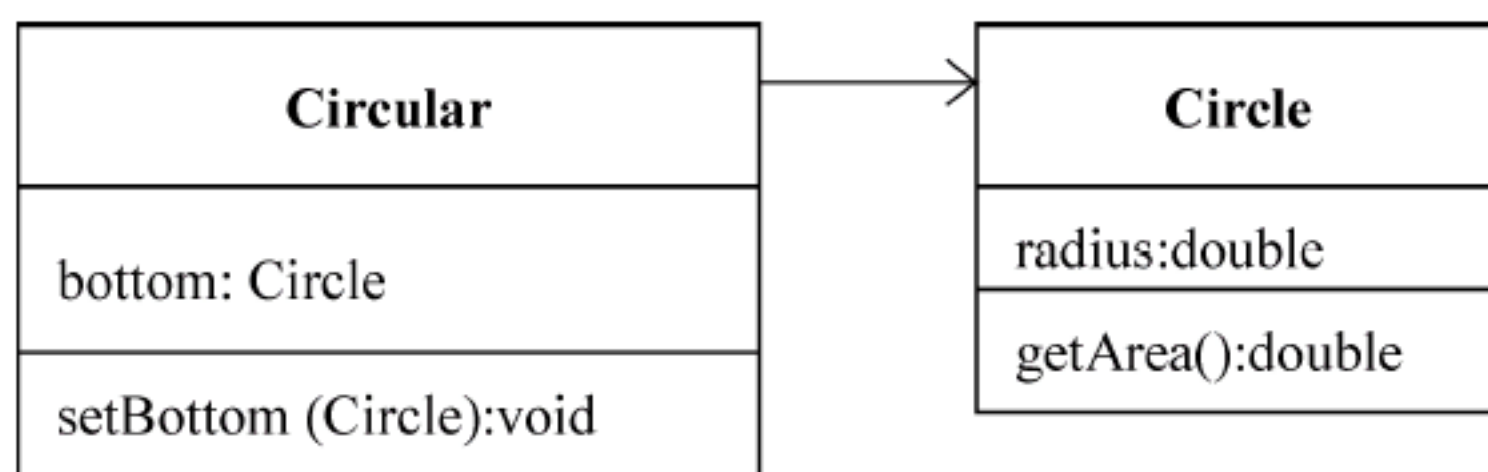 Circular
bottom: Circle
setBottom (Circle):void
Circle
radius:double
getArea():double